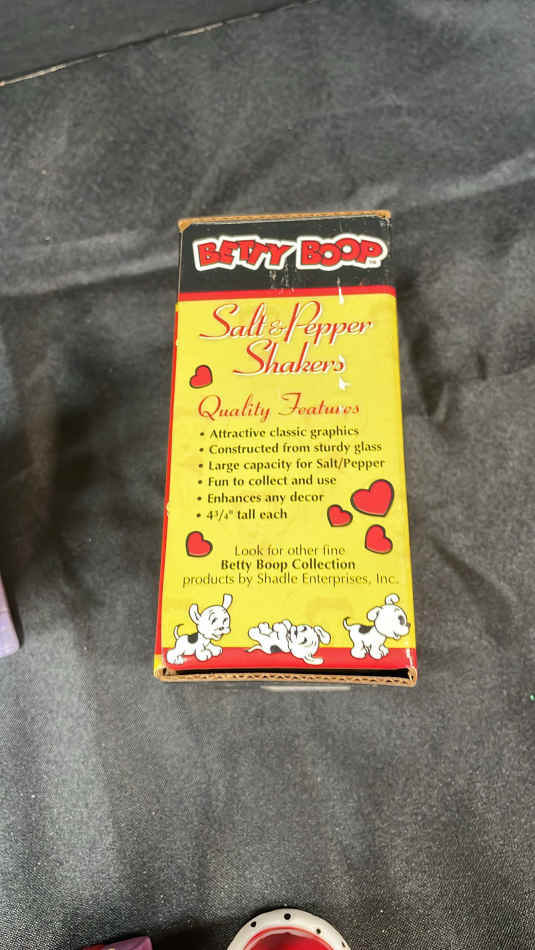 BETTY BOOP™
Salt & Pepper
Shakers
Quality Features
• Attractive classic graphics
• Constructed from sturdy glass
• Large capacity for Salt/Pepper
• Fun to collect and use
• Enhances any decor
• 4³/₄" tall each
Look for other fine
Betty Boop Collection
products by Shadle Enterprises, Inc.